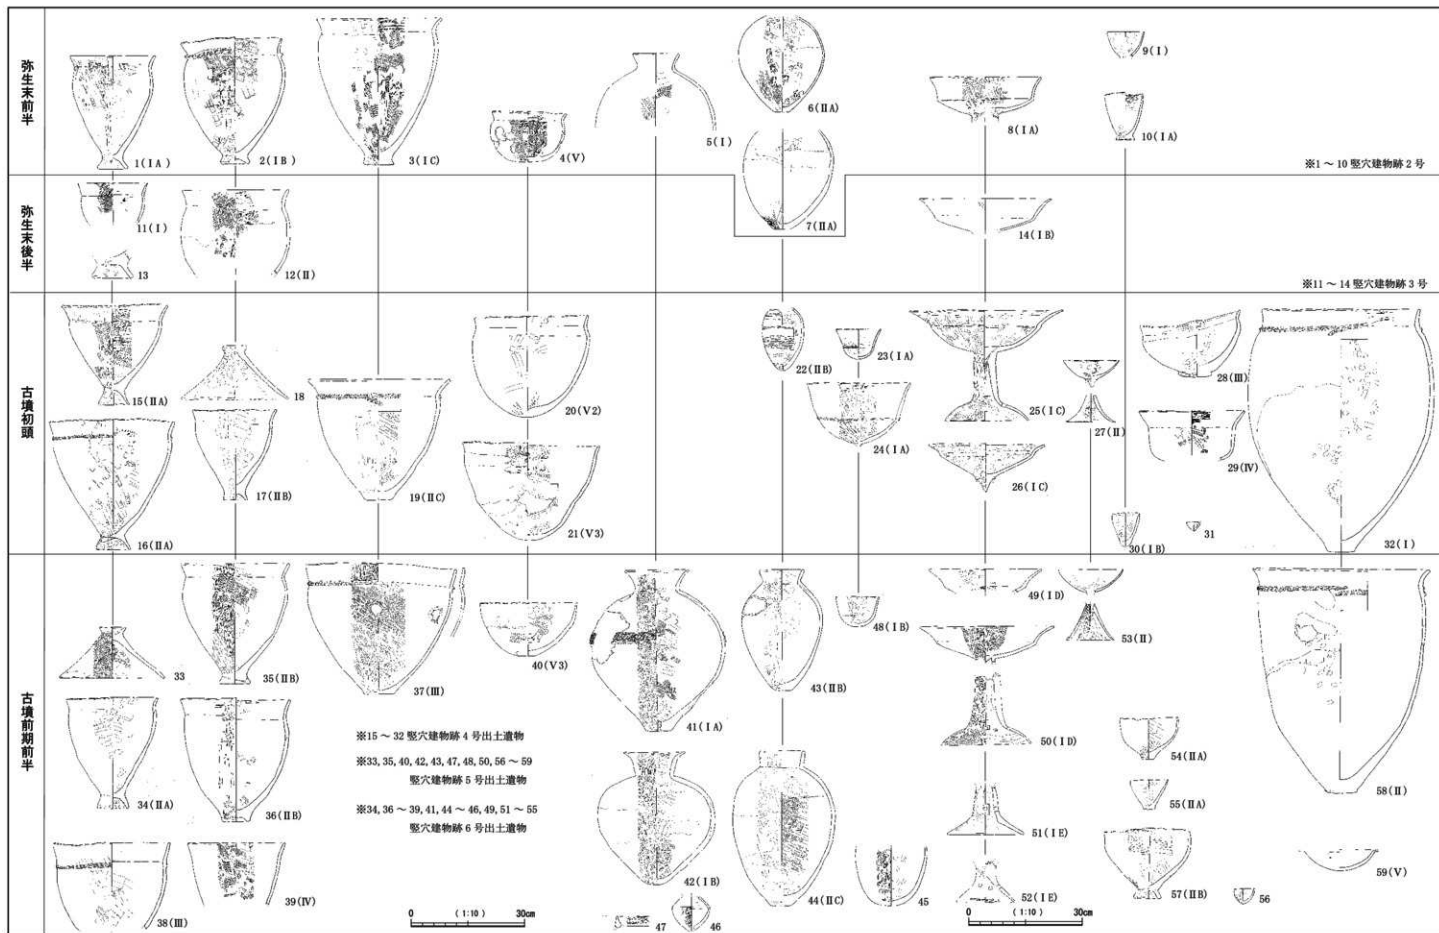 弥生末前半
1(ⅠA)
2(ⅠB)
3(ⅠC)
4(Ⅴ)
5(Ⅰ)
6(ⅡA)
7(ⅡA)
8(ⅠA)
9(Ⅰ)
10(ⅠA)
※1～10 竪穴建物跡2号
弥生末後半
11(Ⅰ)
12(Ⅱ)
13
14(ⅠB)
※11～14 竪穴建物跡3号
古墳初頭
15(ⅡA)
16(ⅡA)
17(ⅡB)
18
19(ⅡC)
20(Ⅴ2)
21(Ⅴ3)
22(ⅡB)
23(ⅠA)
24(ⅠA)
25(ⅠC)
26(ⅠC)
27(Ⅱ)
28(Ⅲ)
29(Ⅳ)
30(ⅠB)
31
32(Ⅰ)
古墳前期前半
33
34(ⅡA)
35(ⅡB)
36(ⅡB)
37(Ⅲ)
38(Ⅲ)
39(Ⅳ)
40(Ⅴ3)
※15～32 竪穴建物跡4号出土遺物
※33, 35, 40, 42, 43, 47, 48, 50, 56～59
竪穴建物跡5号出土遺物
※34, 36～39, 41, 44～46, 49, 51～55
竪穴建物跡6号出土遺物
0 (1:10) 30cm
41(ⅠA)
42(ⅠB)
43(ⅡB)
44(ⅡC)
45
46
47
48(ⅠB)
49(ⅠD)
50(ⅠD)
51(ⅠE)
52(ⅠE)
53(Ⅱ)
54(ⅡA)
55(ⅡA)
56
57(ⅡB)
58(Ⅱ)
59(Ⅴ)
0 (1:10) 30cm